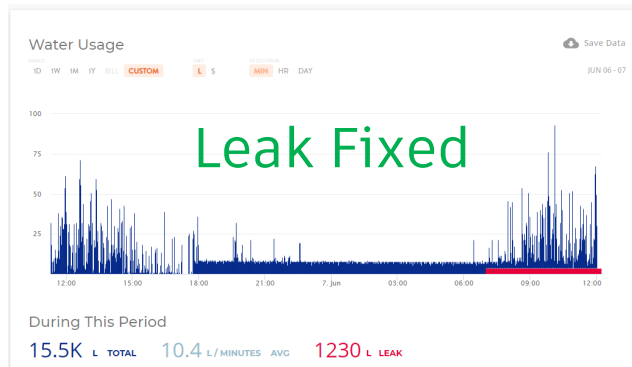 Water Usage
Save Data
1D 1W 1M 1Y BILL CUSTOM L $ MIN HR DAY
JUN 06 - 07
Leak Fixed
100
75
50
25
12:00 15:00 18:00 21:00 7. Jun 03:00 06:00 09:00 12:00
During This Period
15.5K L TOTAL 10.4 L / MINUTES AVG 1230 L LEAK